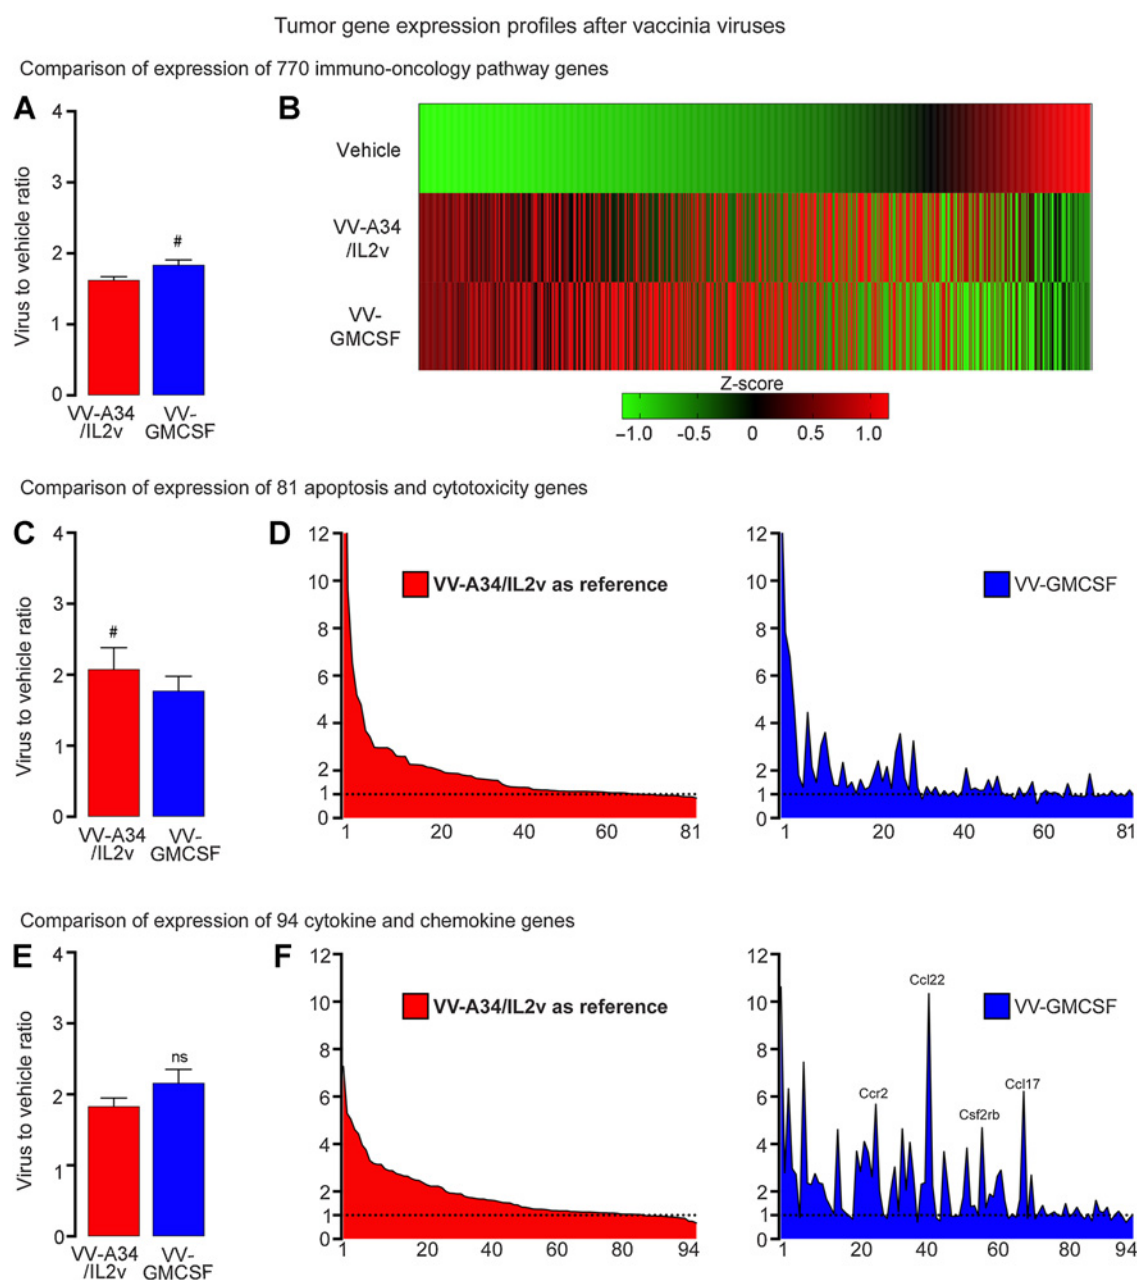 Tumor gene expression profiles after vaccinia viruses
Comparison of expression of 770 immuno-oncology pathway genes
A
4
3
2
1
0
Virus to vehicle ratio
#
VV-A34
/IL2v
VV-
GMCSF
B
Vehicle
VV-A34
/IL2v
VV-
GMCSF
Z-score
−1.0 -0.5 0 0.5 1.0
Comparison of expression of 81 apoptosis and cytotoxicity genes
C
4
3
2
1
0
Virus to vehicle ratio
#
VV-A34
/IL2v
VV-
GMCSF
D
12
10
8
6
4
2
1
0
VV-A34/IL2v as reference
1 20 40 60 81
12
10
8
6
4
2
1
0
VV-GMCSF
1 20 40 60 81
Comparison of expression of 94 cytokine and chemokine genes
E
4
3
2
1
0
Virus to vehicle ratio
ns
VV-A34
/IL2v
VV-
GMCSF
F
12
10
8
6
4
2
1
0
VV-A34/IL2v as reference
1 20 40 60 80 94
12
10
8
6
4
2
1
0
Ccl22
VV-GMCSF
Ccr2
Ccl17
Csf2rb
1 20 40 60 80 94